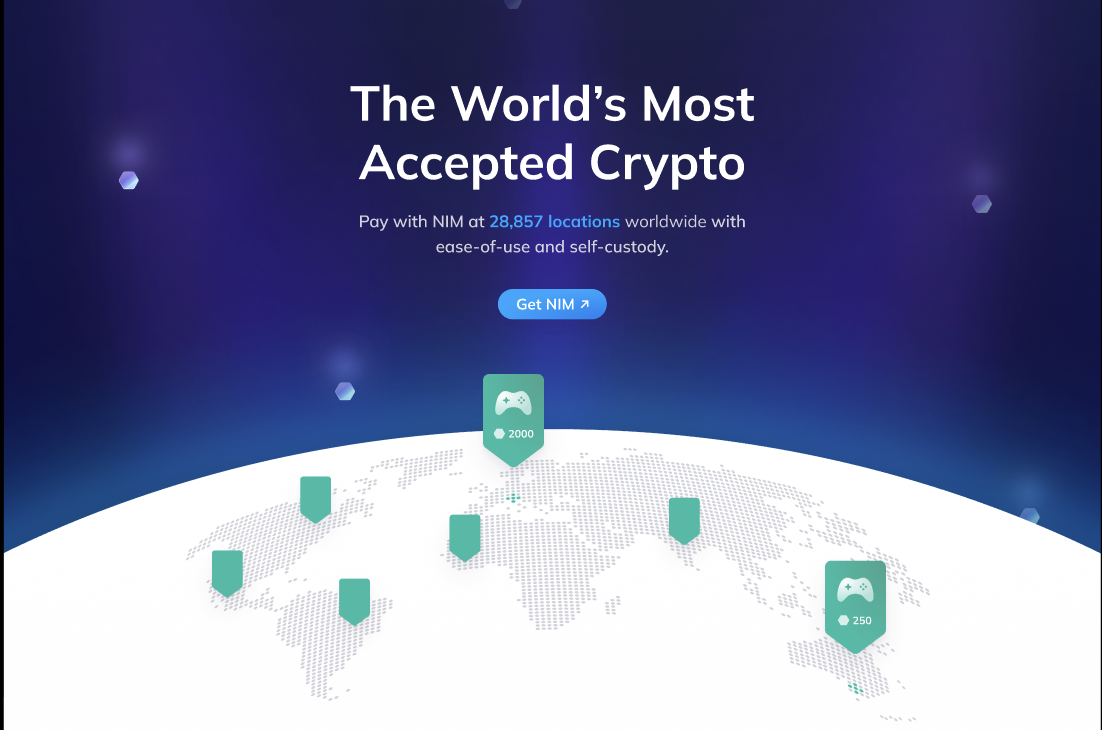 The World’s Most
Accepted Crypto
Pay with NIM at 28,857 locations worldwide with
ease-of-use and self-custody.
Get NIM ↗
2000
250